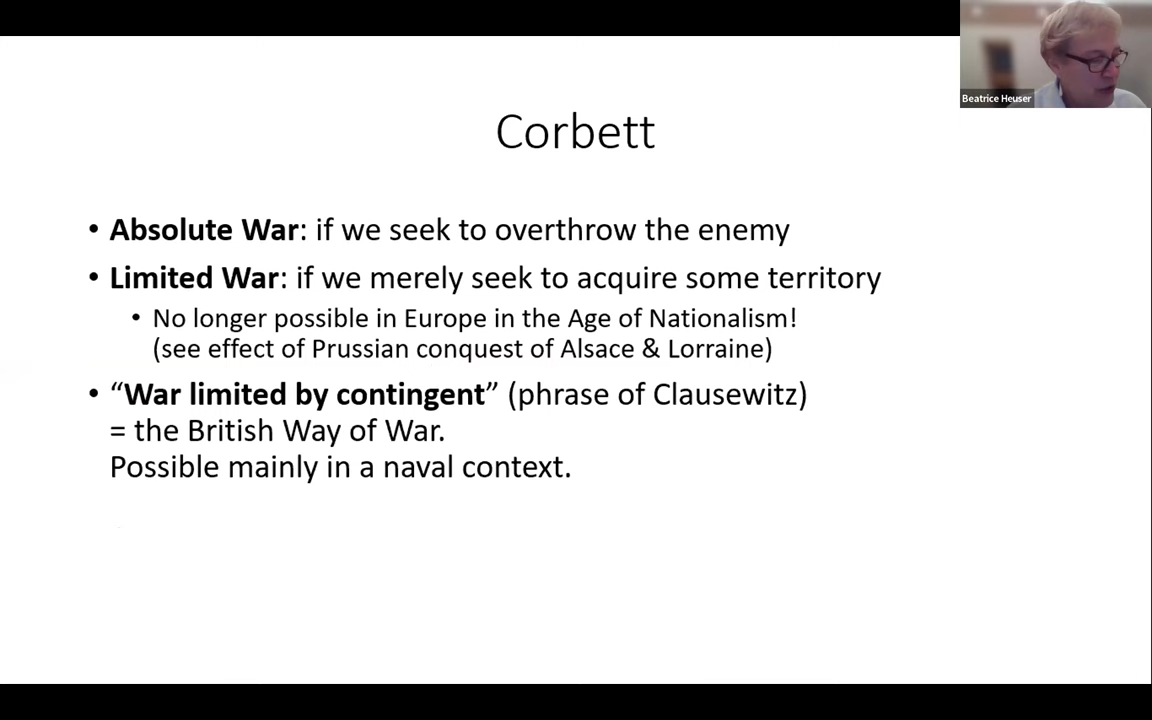 Beatrice Heuser
Corbett
• Absolute War: if we seek to overthrow the enemy
• Limited War: if we merely seek to acquire some territory
• No longer possible in Europe in the Age of Nationalism!
(see effect of Prussian conquest of Alsace & Lorraine)
• “War limited by contingent” (phrase of Clausewitz)
= the British Way of War.
Possible mainly in a naval context.